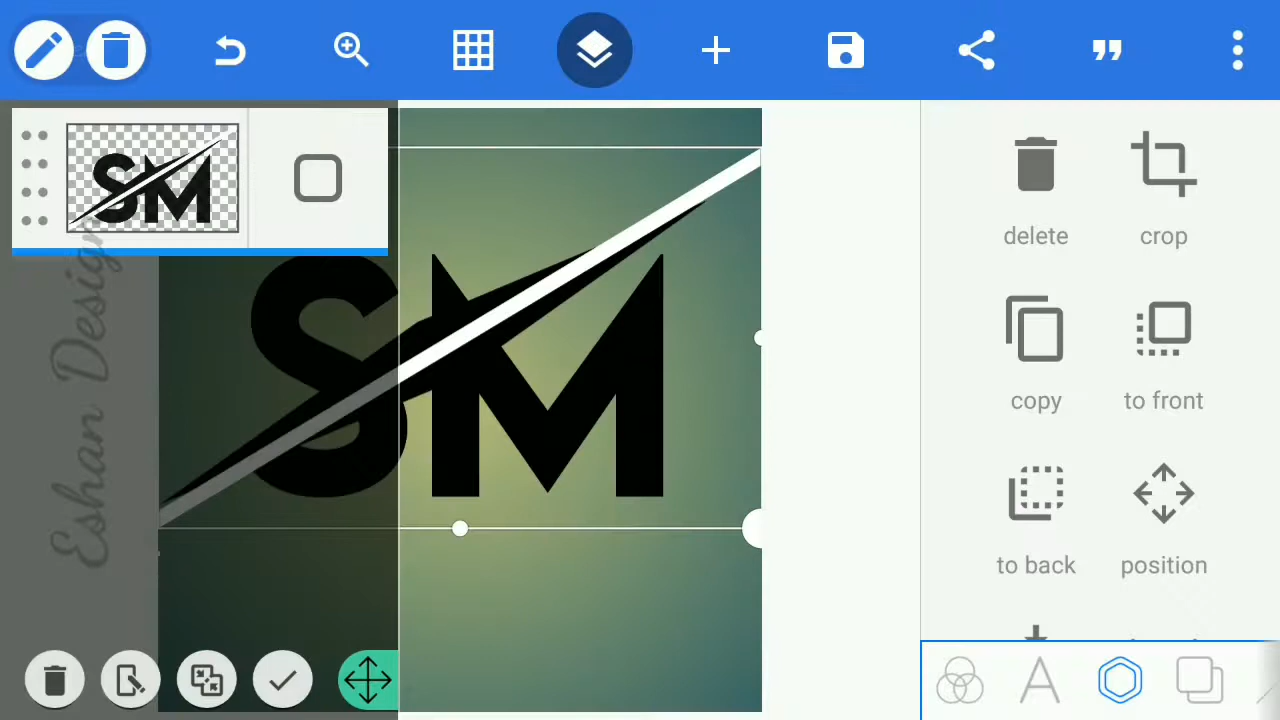 SM
SM
Eshan Design
delete
crop
copy
to front
to back
position
A